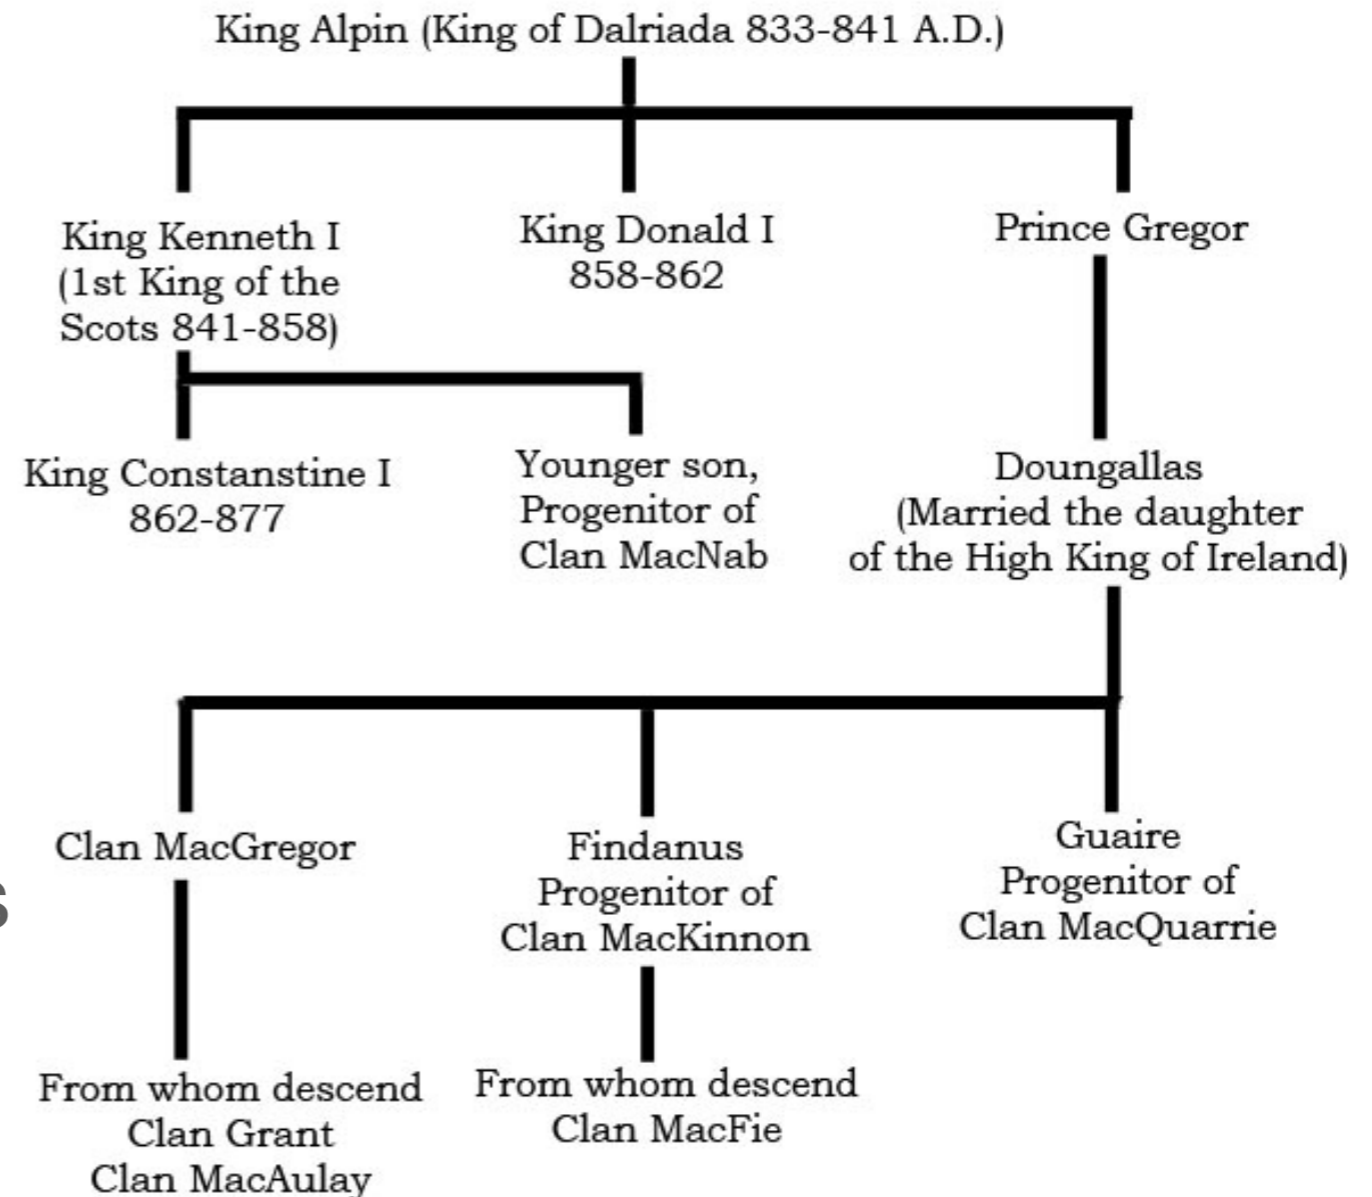 King Alpin (King of Dalriada 833-841 A.D.)
King Kenneth I
(1st King of the
Scots 841-858)
King Donald I
858-862
Prince Gregor
King Constanstine I
862-877
Younger son,
Progenitor of
Clan MacNab
Doungallas
(Married the daughter
of the High King of Ireland)
Clan MacGregor
Findanus
Progenitor of
Clan MacKinnon
Guaire
Progenitor of
Clan MacQuarrie
From whom descend
Clan Grant
Clan MacAulay
From whom descend
Clan MacFie